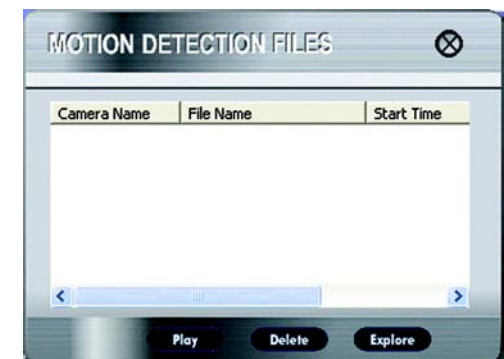 MOTION DETECTION FILES
Camera Name File Name Start Time
Play Delete Explore